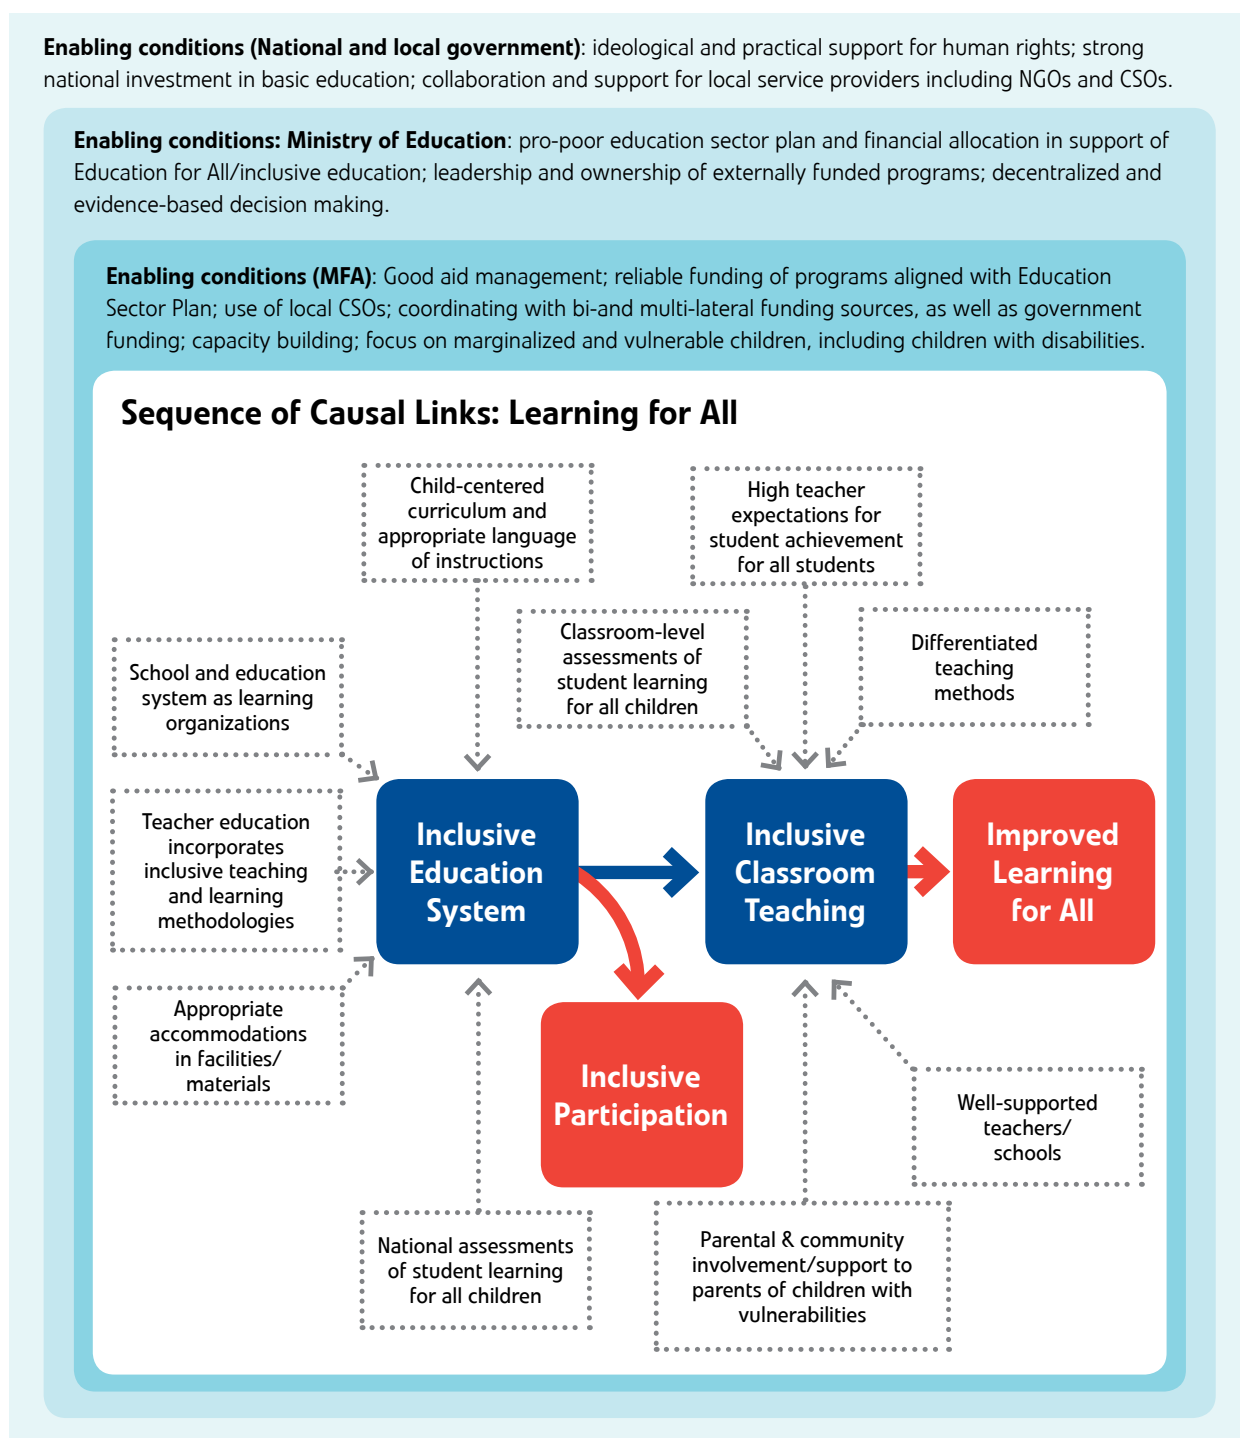 Enabling conditions (National and local government): ideological and practical support for human rights; strong
national investment in basic education; collaboration and support for local service providers including NGOs and CSOs.
Enabling conditions: Ministry of Education: pro-poor education sector plan and financial allocation in support of
Education for All/inclusive education; leadership and ownership of externally funded programs; decentralized and
evidence-based decision making.
Enabling conditions (MFA): Good aid management; reliable funding of programs aligned with Education
Sector Plan; use of local CSOs; coordinating with bi-and multi-lateral funding sources, as well as government
funding; capacity building; focus on marginalized and vulnerable children, including children with disabilities.
Sequence of Causal Links: Learning for All
Child-centered
curriculum and
appropriate language
of instructions
High teacher
expectations for
student achievement
for all students
Classroom-level
assessments of
student learning
for all children
Differentiated
teaching
methods
School and education
system as learning
organizations
Teacher education
incorporates
inclusive teaching
and learning
methodologies
Inclusive
Education
System
Inclusive
Classroom
Teaching
Improved
Learning
for All
Appropriate
accommodations
in facilities/
materials
Inclusive
Participation
Well-supported
teachers/
schools
National assessments
of student learning
for all children
Parental & community
involvement/support to
parents of children with
vulnerabilities